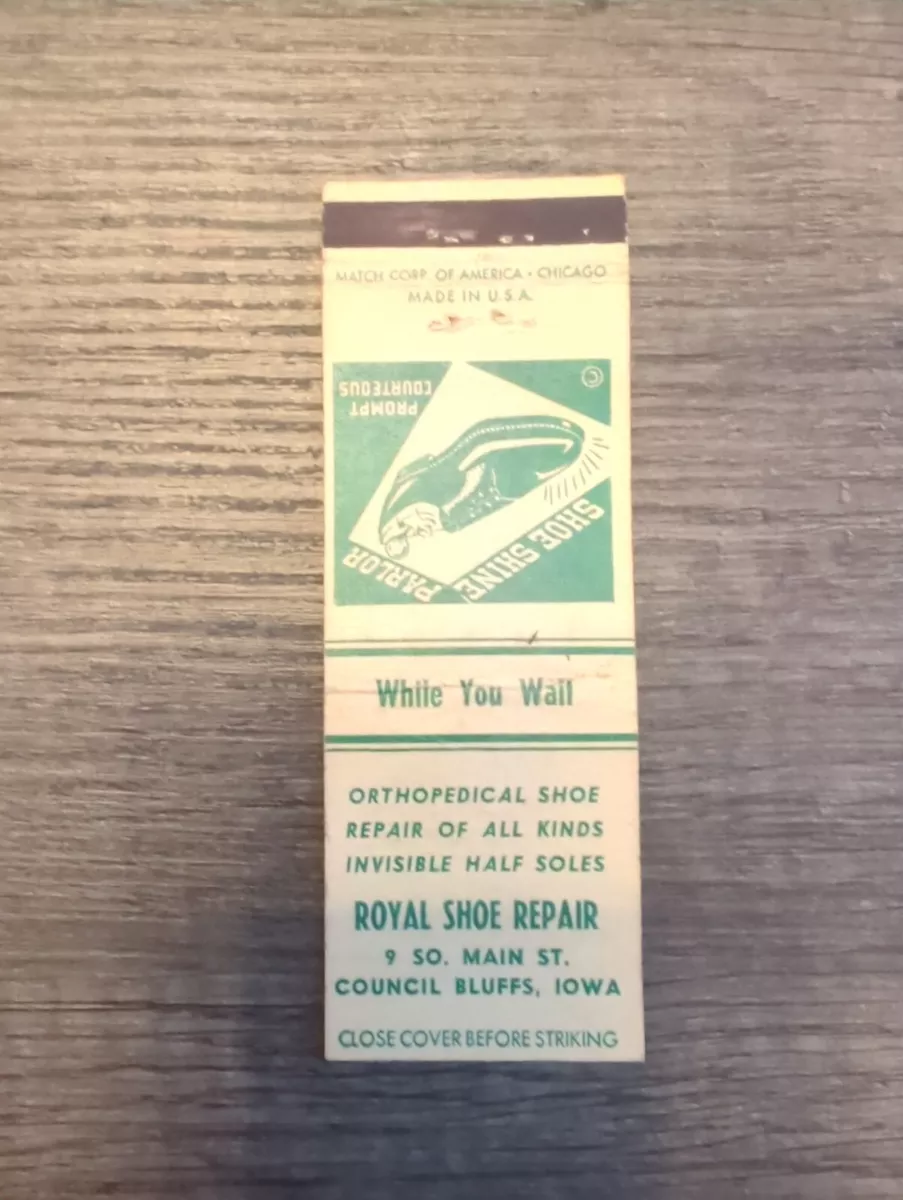 MATCH CORP. OF AMERICA • CHICAGO
MADE IN U.S.A.
©
PROMPT
COURTEOUS
SHOE SHINE
PARLOR
While You Wait
ORTHOPEDICAL SHOE
REPAIR OF ALL KINDS
INVISIBLE HALF SOLES
ROYAL SHOE REPAIR
9 SO. MAIN ST.
COUNCIL BLUFFS, IOWA
CLOSE COVER BEFORE STRIKING